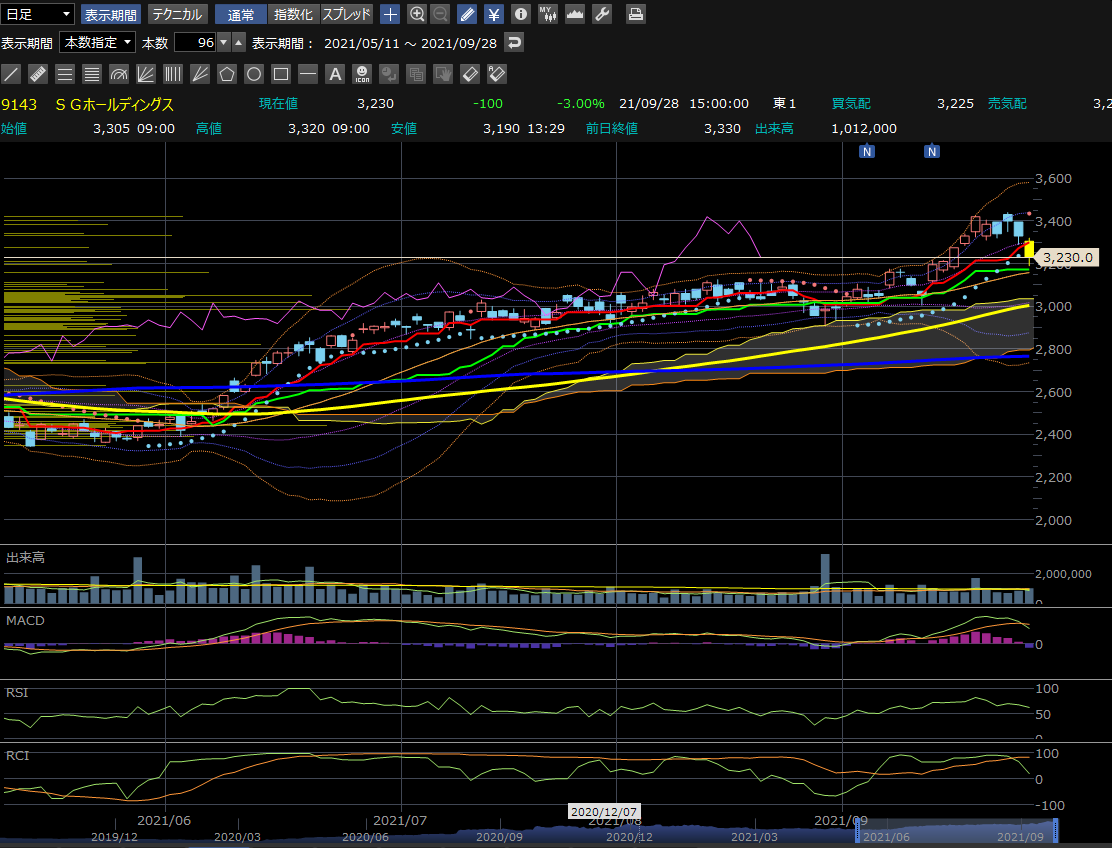 日足 表示期間 テクニカル 通常 指数化 スプレッド ¥ MY
表示期間 本数指定 本数 96 表示期間： 2021/05/11 ～ 2021/09/28
A ICON
9143 ＳＧホールディングス 現在値 3,230 -100 -3.00% 21/09/28 15:00:00 東1 買気配 3,225 売気配 3,2
始値 3,305 09:00 高値 3,320 09:00 安値 3,190 13:29 前日終値 3,330 出来高 1,012,000
N N
3,600
3,400
3,230.0
3,200
3,000
2,800
2,600
2,400
2,200
2,000
出来高
2,000,000
0
MACD
0
RSI
100
50
0
RCI
100
0
-100
2020/12/07
2021/06 2021/07 2021/08 2021/09
2019/12 2020/03 2020/06 2020/09 2020/12 2021/03 2021/06 2021/09